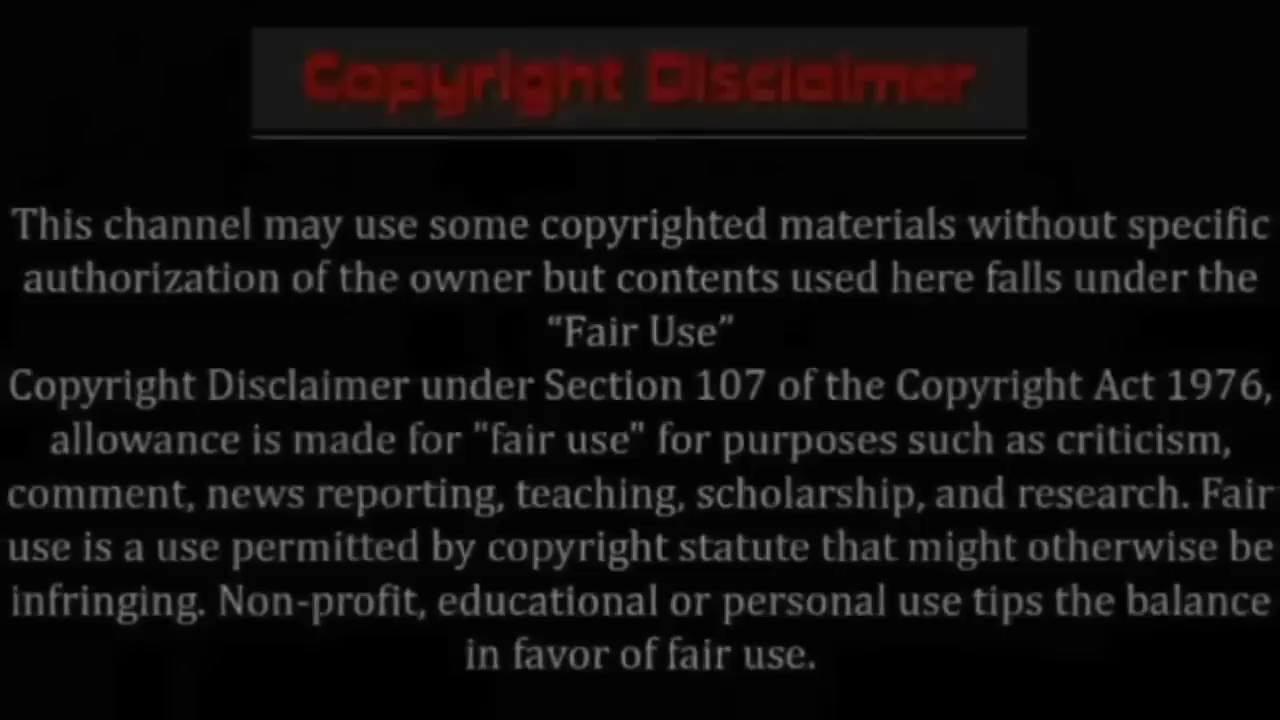 Copyright Disclaimer
This channel may use some copyrighted materials without specific
authorization of the owner but contents used here falls under the
“Fair Use”
Copyright Disclaimer under Section 107 of the Copyright Act 1976,
allowance is made for "fair use" for purposes such as criticism,
comment, news reporting, teaching, scholarship, and research. Fair
use is a use permitted by copyright statute that might otherwise be
infringing. Non-profit, educational or personal use tips the balance
in favor of fair use.